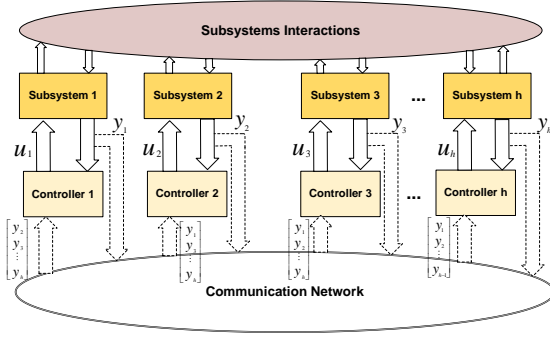 Subsystems Interactions
Subsystem 1
Subsystem 2
Subsystem 3
...
Subsystem h
u1
y1
u2
y2
u3
y3
uh
yh
Controller 1
Controller 2
Controller 3
...
Controller h
[y2 y3 ⋮ yh]
[y1 y3 ⋮ yh]
[y1 y2 ⋮ yh]
[y1 y2 ⋮ yh-1]
Communication Network